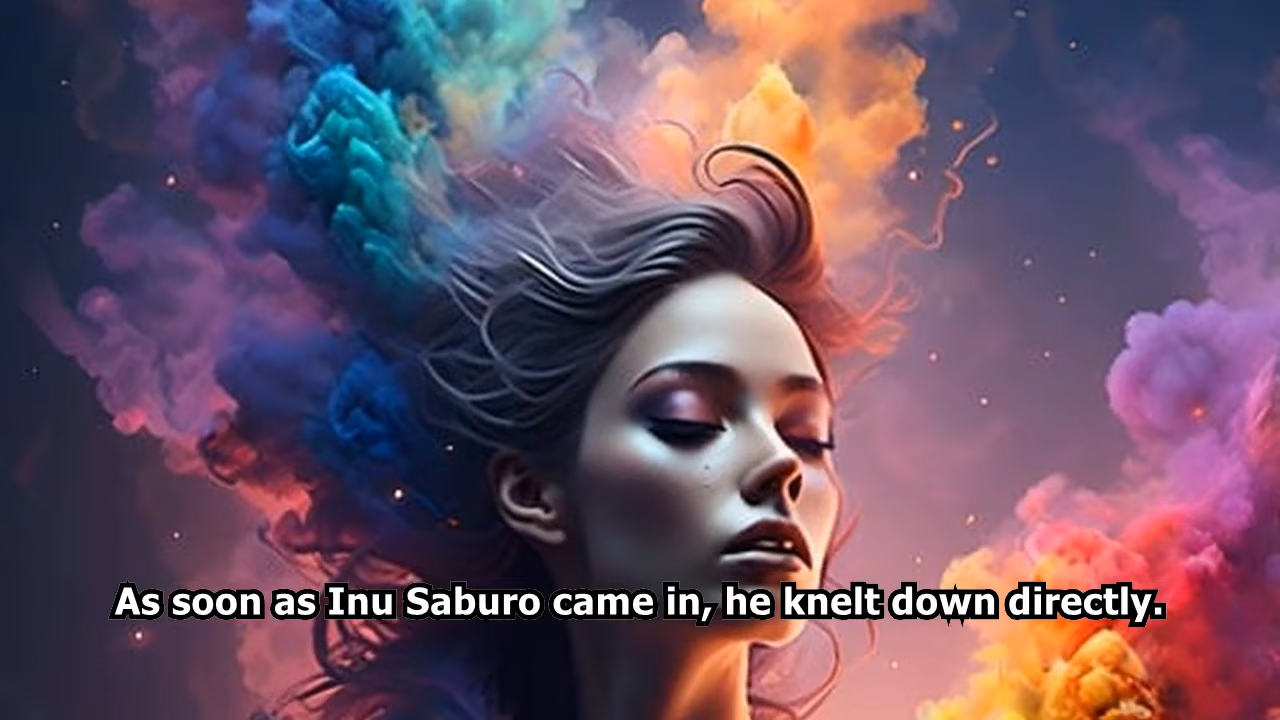 As soon as Inu Saburo came in, he knelt down directly.